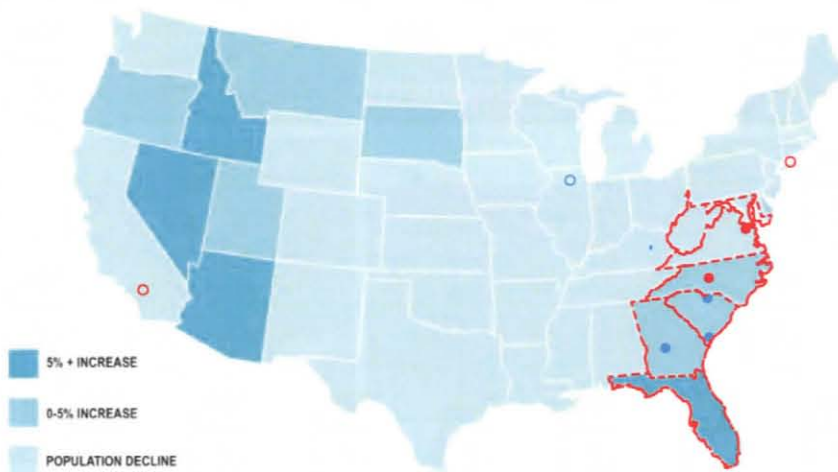 5% + INCREASE
0-5% INCREASE
POPULATION DECLINE